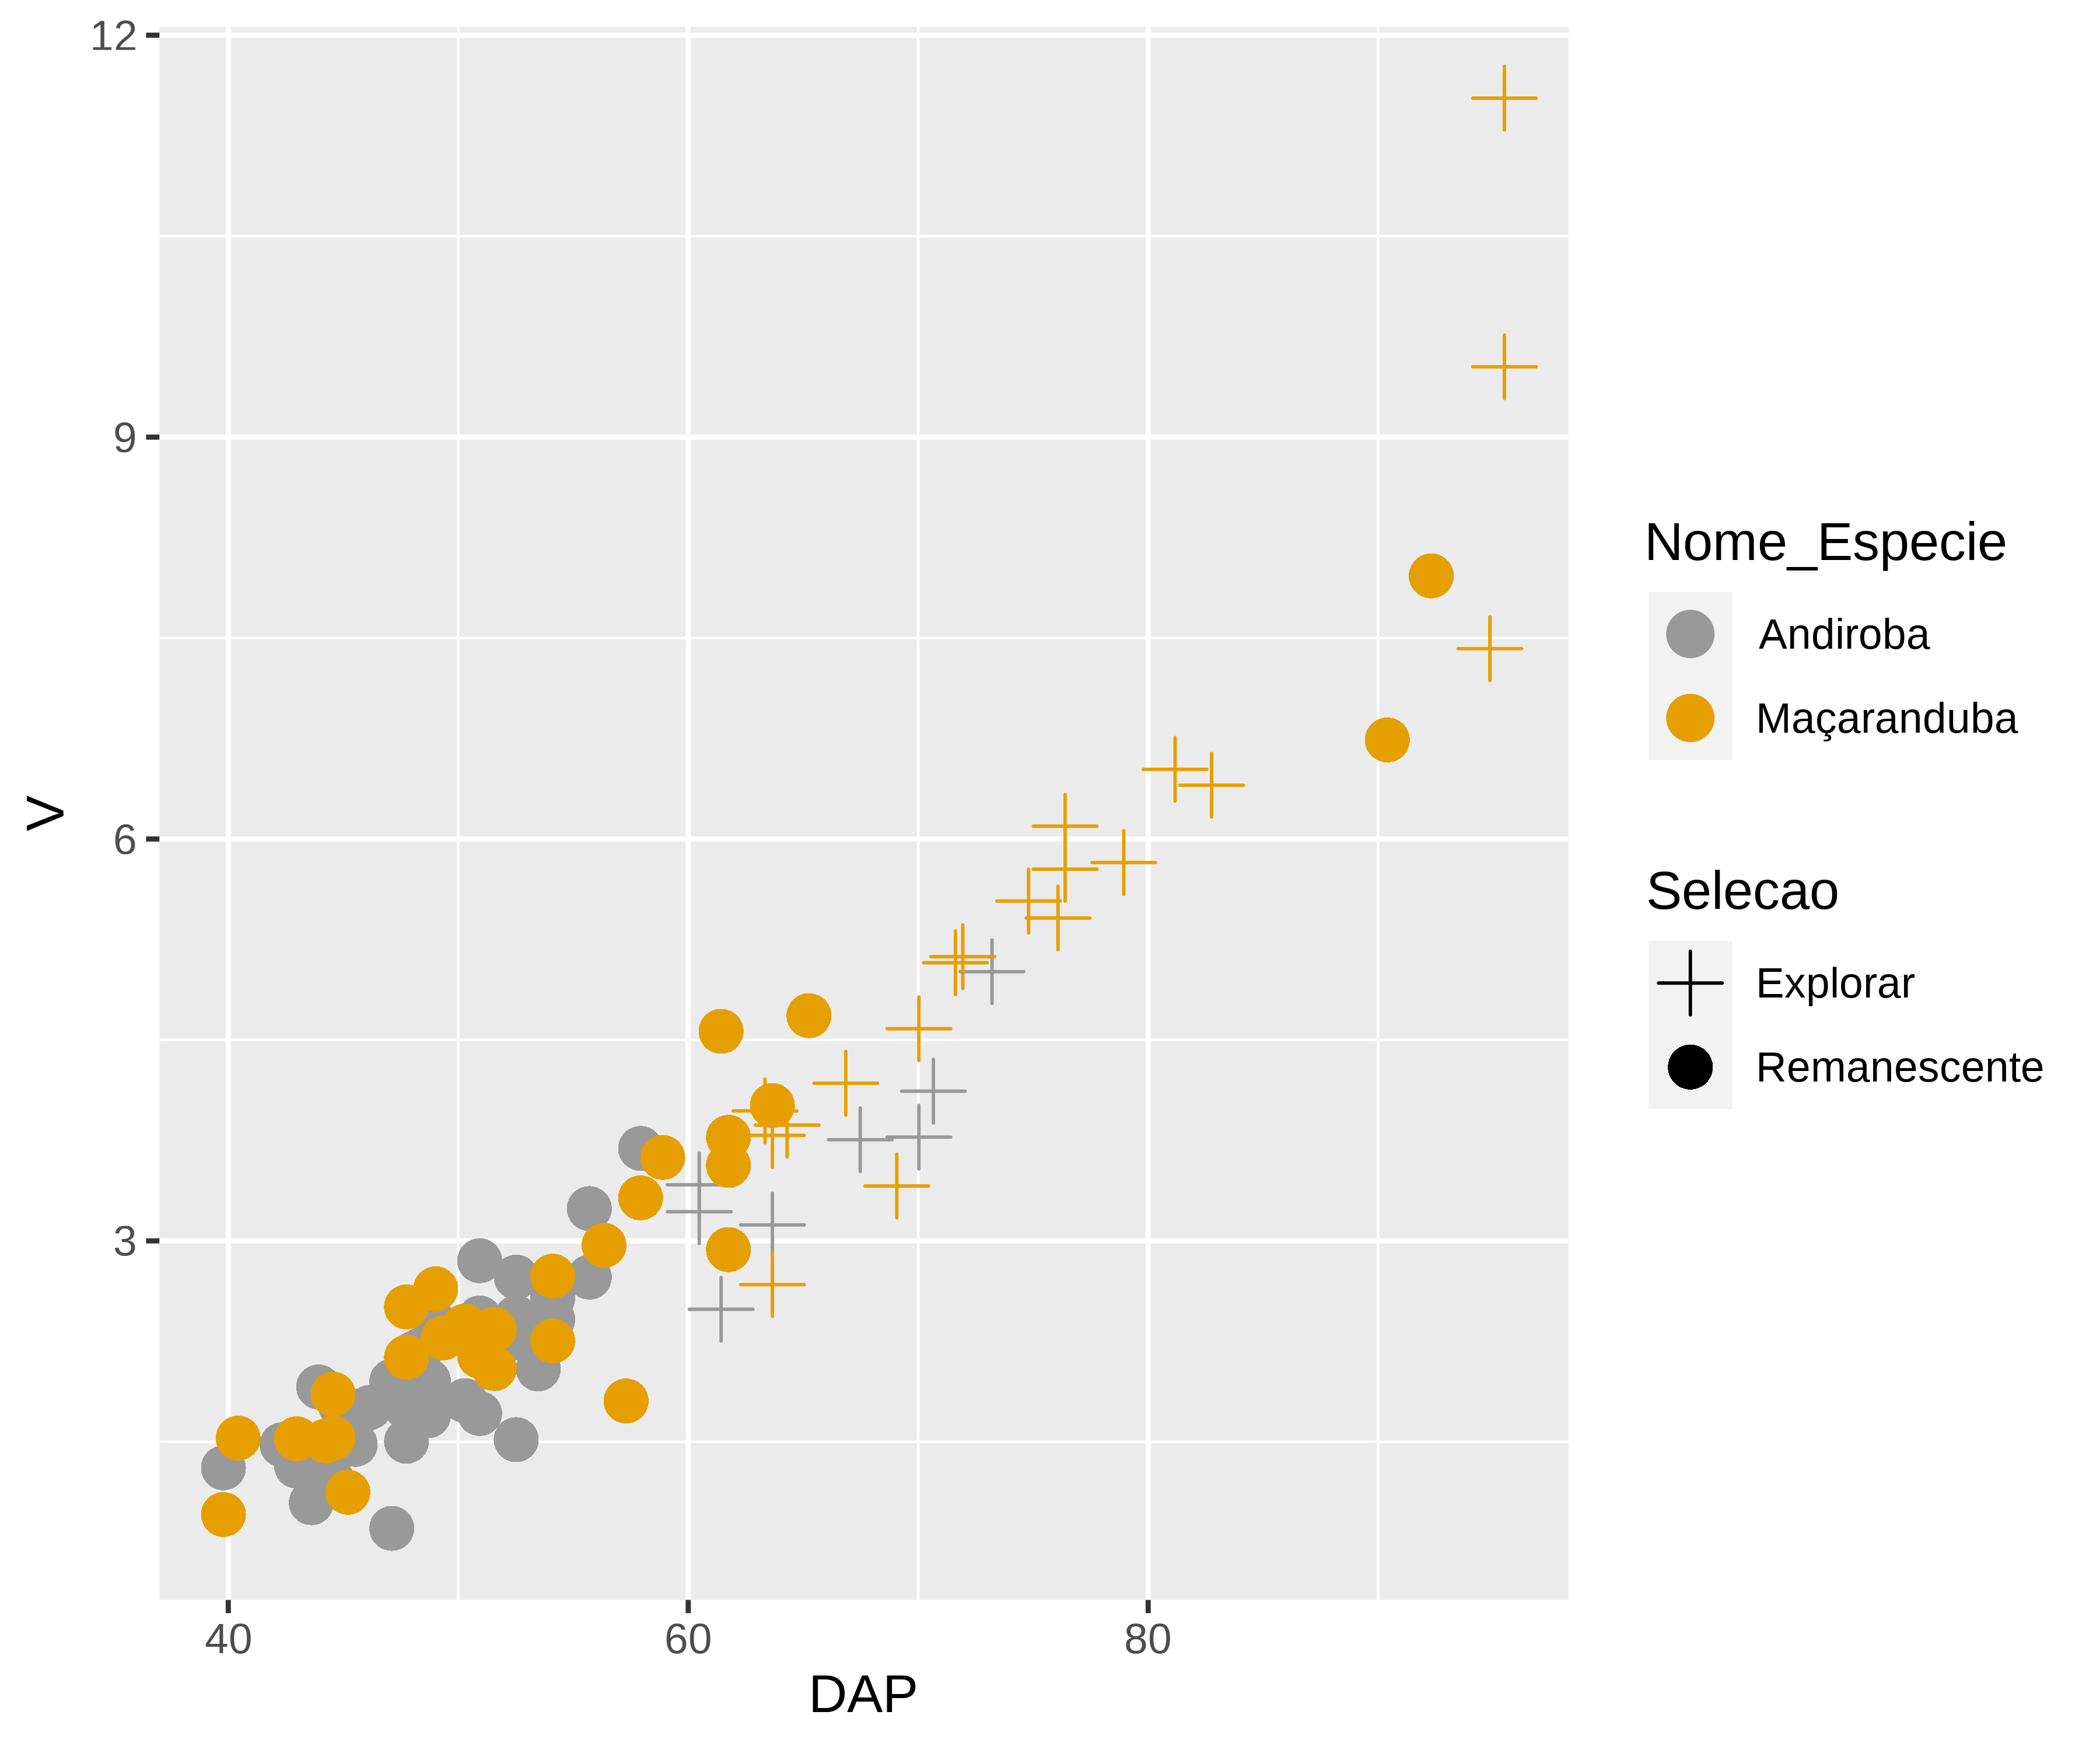 12
9
6
3
V
40 60 80
DAP
Nome_Especie
Andiroba
Maçaranduba
Selecao
Explorar
Remanescente